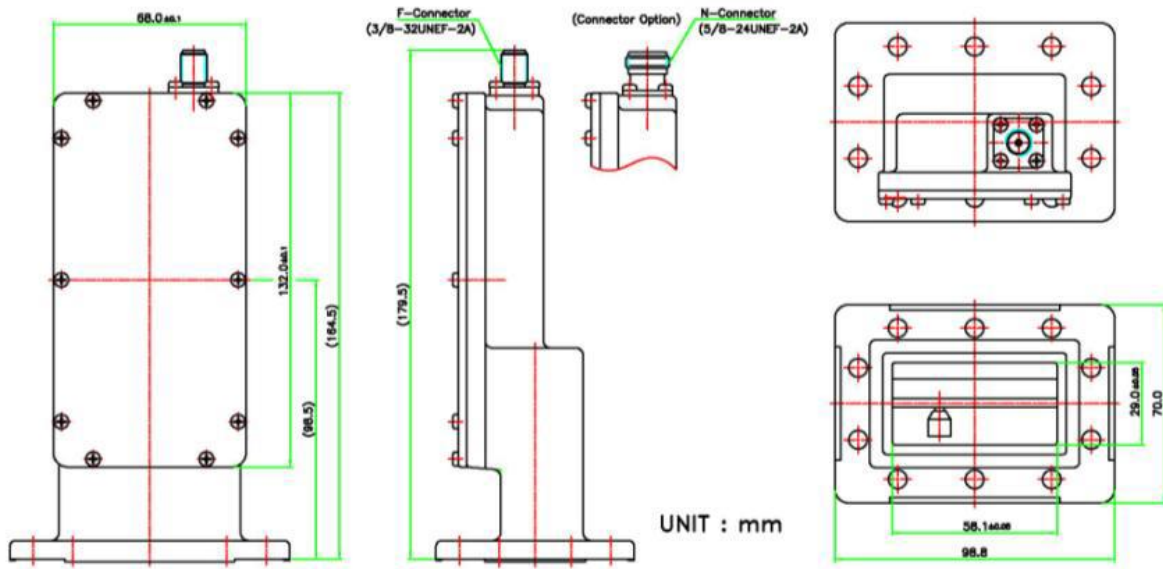 68.0±0.1
F-Connector
(3/8-32UNEF-2A)
(Connector Option)
N-Connector
(5/8-24UNEF-2A)
132.0±0.1
(164.5)
(98.5)
(179.5)
UNIT : mm
29.0±0.05
70.0
58.1±0.05
98.8